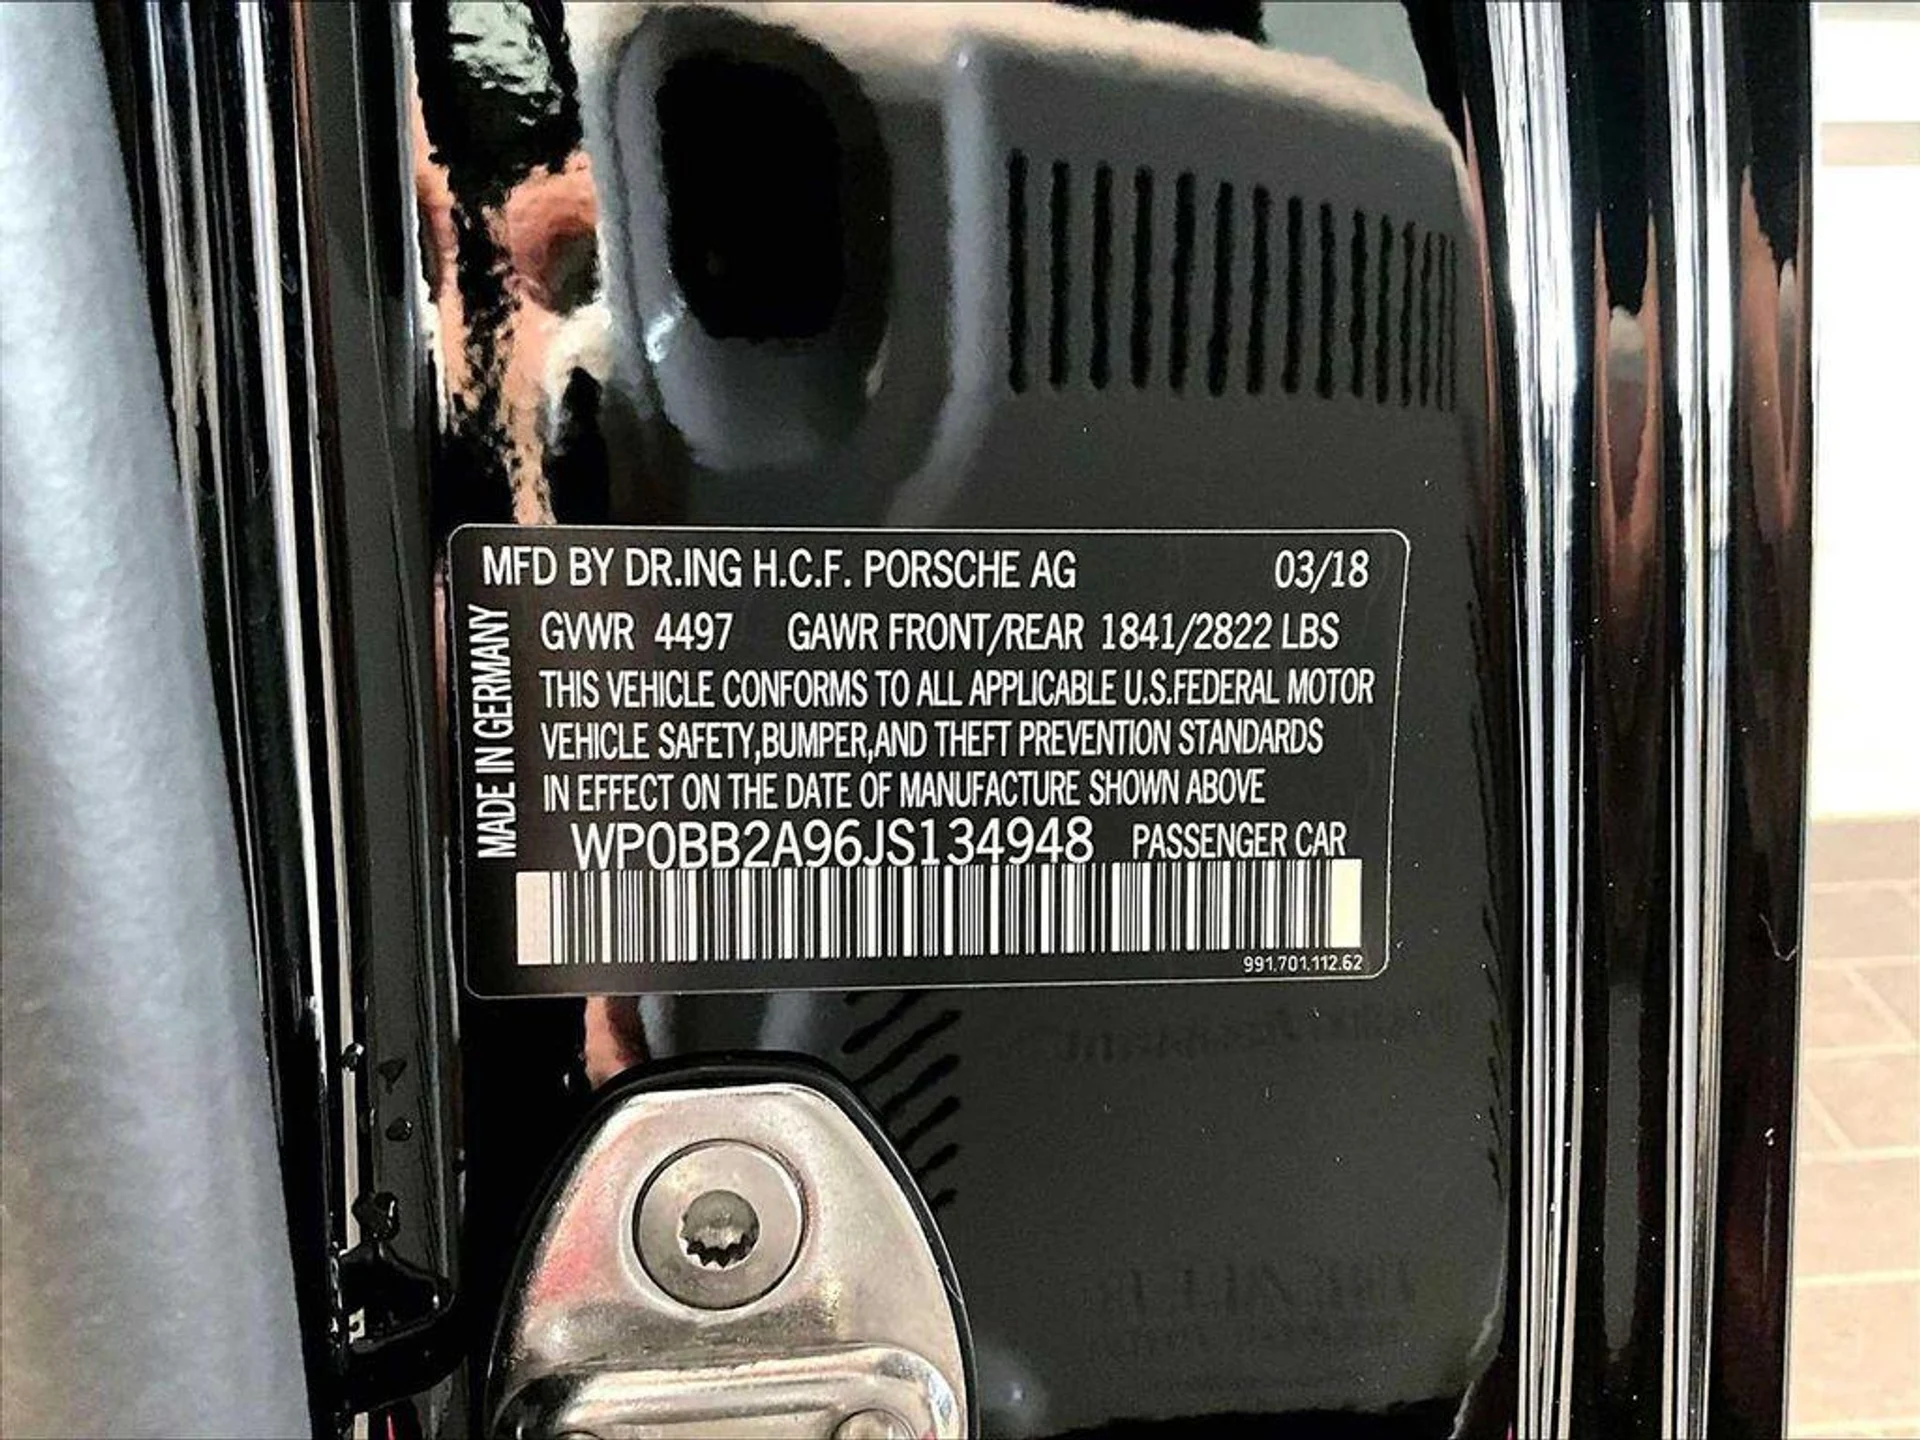 MFD BY DR.ING H.C.F. PORSCHE AG 03/18
MADE IN GERMANY
GVWR 4497 GAWR FRONT/REAR 1841/2822 LBS
THIS VEHICLE CONFORMS TO ALL APPLICABLE U.S.FEDERAL MOTOR
VEHICLE SAFETY,BUMPER,AND THEFT PREVENTION STANDARDS
IN EFFECT ON THE DATE OF MANUFACTURE SHOWN ABOVE
WP0BB2A96JS134948 PASSENGER CAR
991.701.112.62